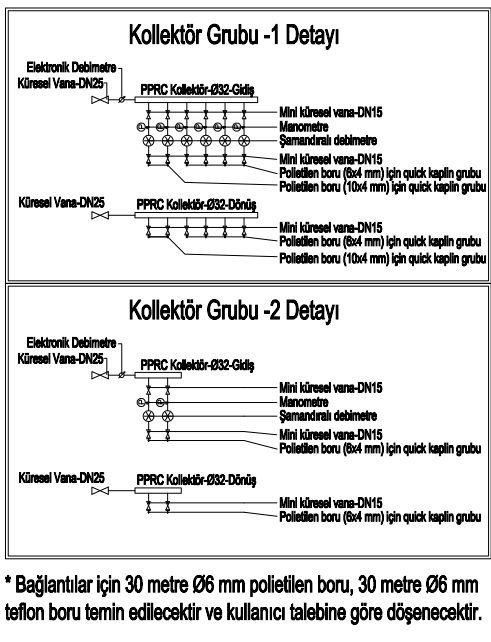 Kollektör Grubu -1 Detayı
Elektronik Debimetre
Küresel Vana-DN25
PPRC Kollektör-Ø32-Gidiş
Mini küresel vana-DN15
Manometre
Şamandıralı debimetre
Mini küresel vana-DN15
Polietilen boru (6x4 mm) için quick kaplin grubu
Polietilen boru (10x4 mm) için quick kaplin grubu
Küresel Vana-DN25
PPRC Kollektör-Ø32-Dönüş
Mini küresel vana-DN15
Polietilen boru (6x4 mm) için quick kaplin grubu
Polietilen boru (10x4 mm) için quick kaplin grubu
Kollektör Grubu -2 Detayı
Elektronik Debimetre
Küresel Vana-DN25
PPRC Kollektör-Ø32-Gidiş
Mini küresel vana-DN15
Manometre
Şamandıralı debimetre
Mini küresel vana-DN15
Polietilen boru (6x4 mm) için quick kaplin grubu
Küresel Vana-DN25
PPRC Kollektör-Ø32-Dönüş
Mini küresel vana-DN15
Polietilen boru (6x4 mm) için quick kaplin grubu
* Bağlantılar için 30 metre Ø6 mm polietilen boru, 30 metre Ø6 mm
teflon boru temin edilecektir ve kullanıcı talebine göre döşenecektir.